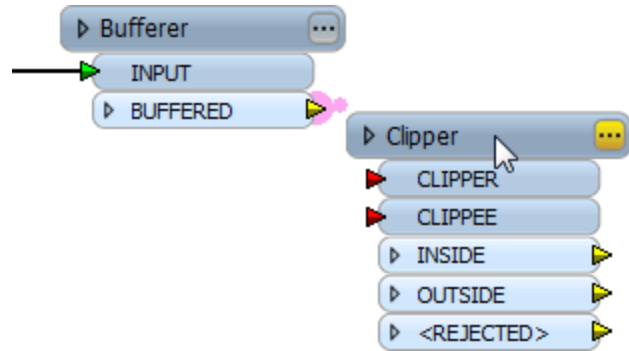 Bufferer
INPUT
BUFFERED
Clipper
CLIPPER
CLIPPEE
INSIDE
OUTSIDE
<REJECTED>